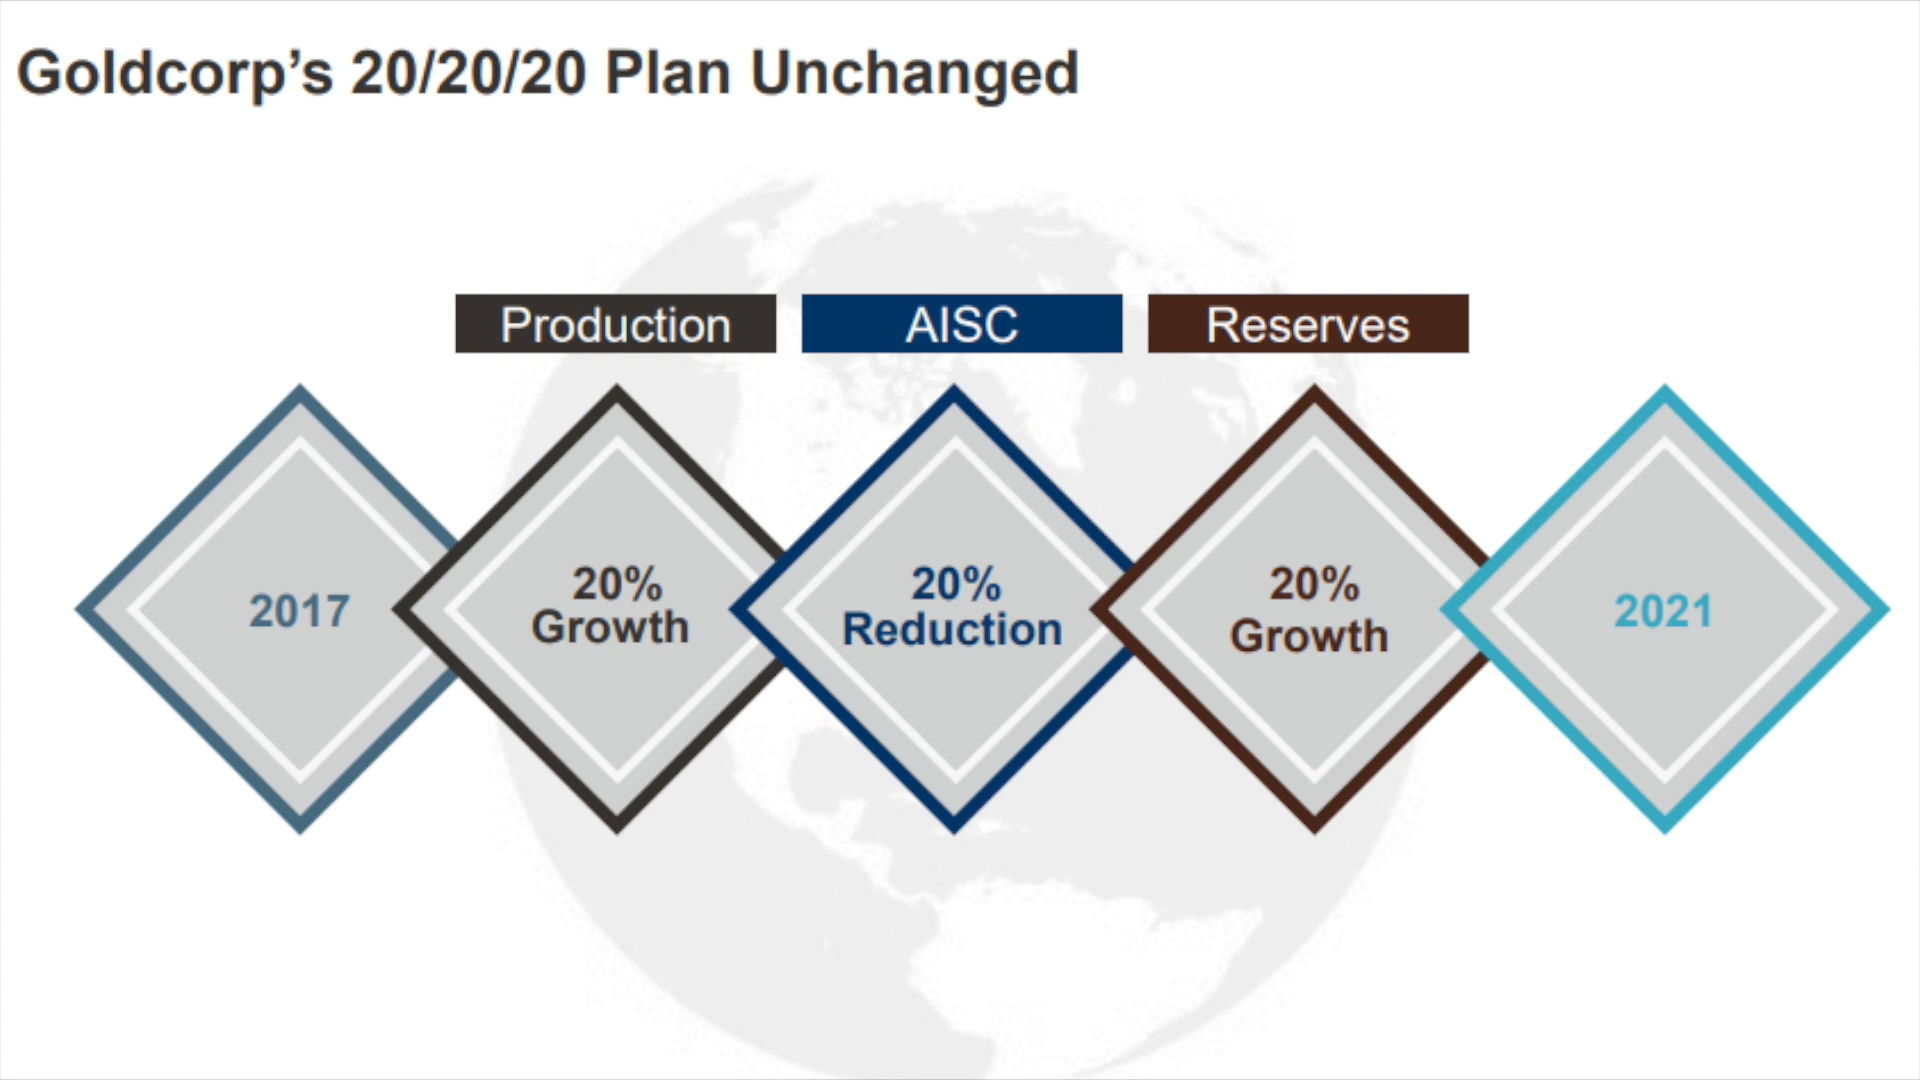 Goldcorp’s 20/20/20 Plan Unchanged
Production
AISC
Reserves
2017
20%
Growth
20%
Reduction
20%
Growth
2021